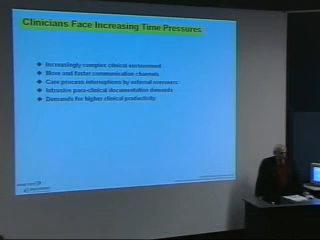 Clinicians Face Increasing Time Pressures
Increasingly complex clinical environment
More and faster communication channels
Care process interruptions by external overseers
Intrusive para-clinical documentation demands
Demands for higher clinical productivity